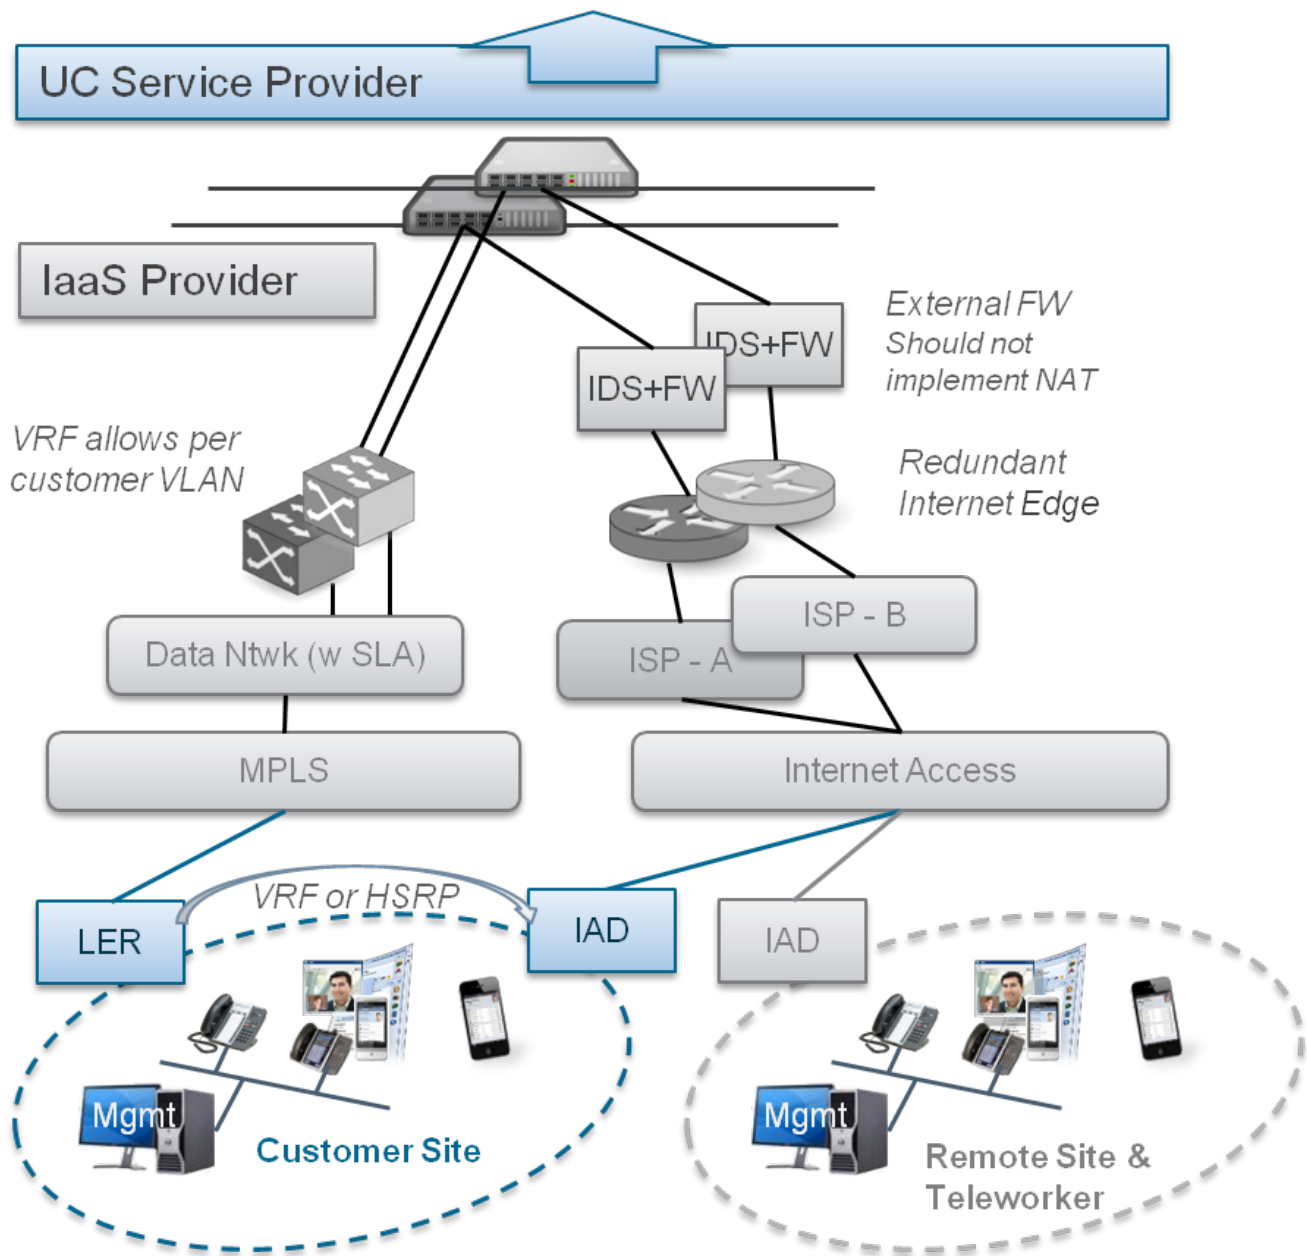 UC Service Provider
IaaS Provider
External FW
Should not
implement NAT
IDS+FW
IDS+FW
VRF allows per
customer VLAN
Redundant
Internet Edge
ISP - B
Data Ntwk (w SLA)
ISP - A
MPLS
Internet Access
VRF or HSRP
LER
IAD
IAD
Mgmt
Mgmt
Customer Site
Remote Site &
Teleworker